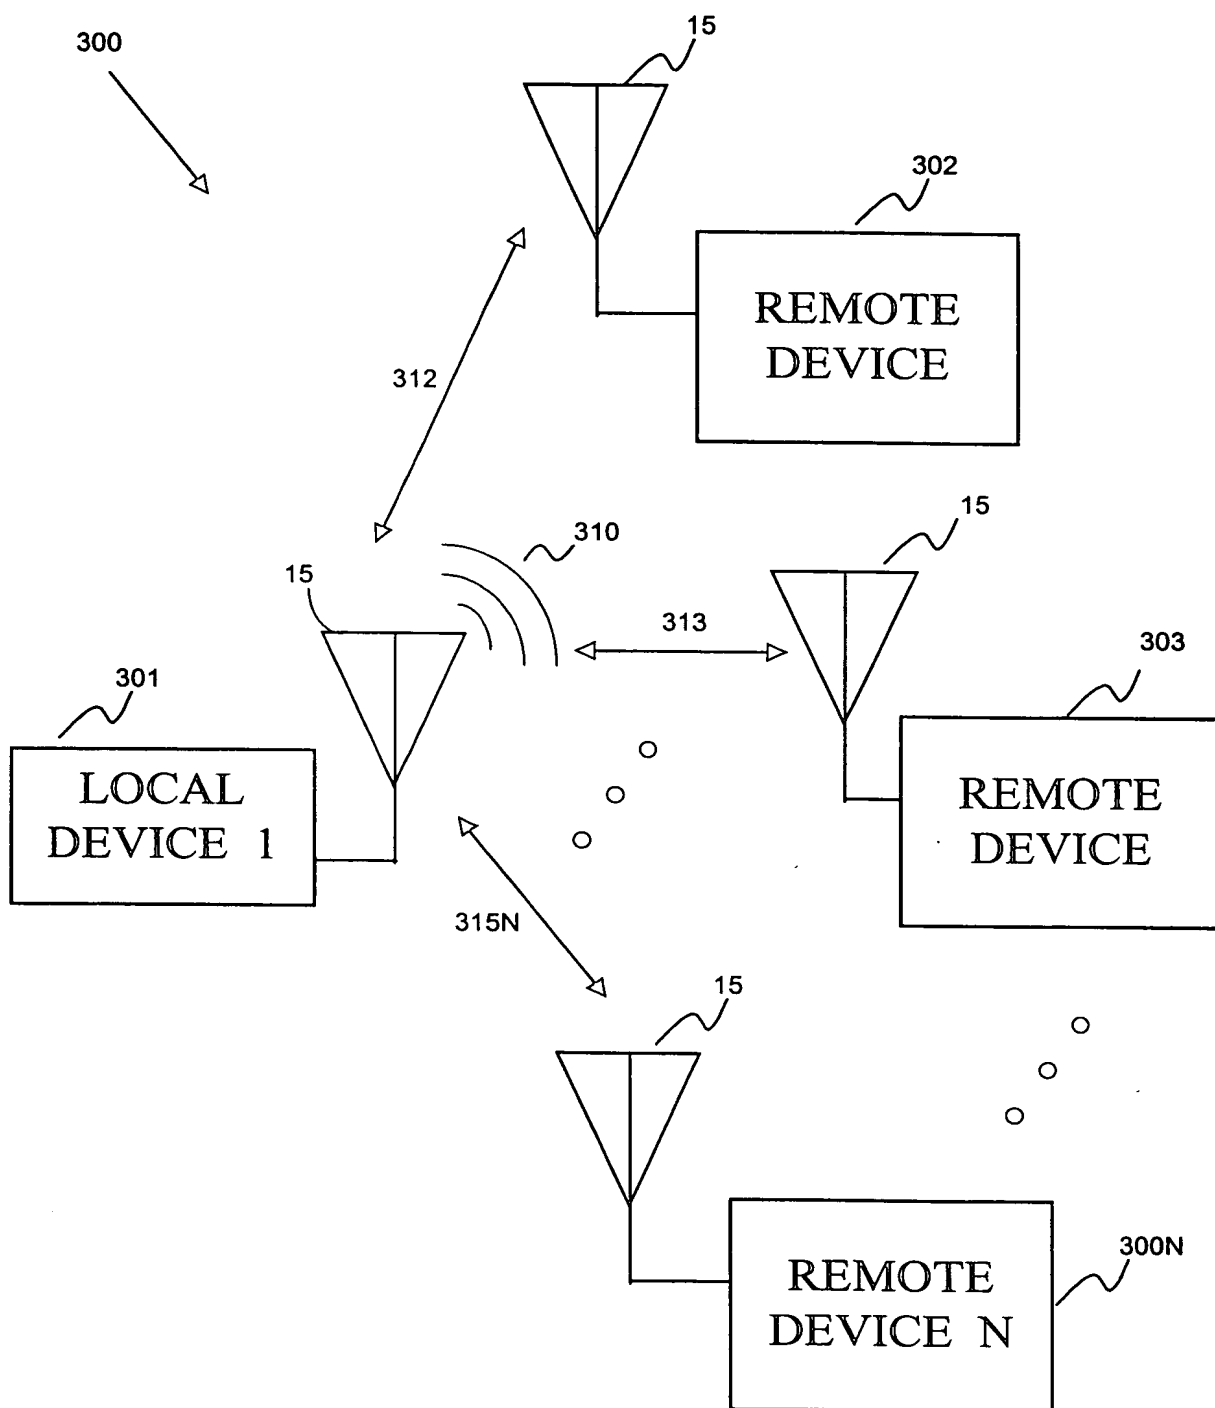 300
15
302
REMOTE
DEVICE
312
310
15
15
313
303
301
LOCAL
DEVICE 1
REMOTE
DEVICE
315N
15
300N
REMOTE
DEVICE N